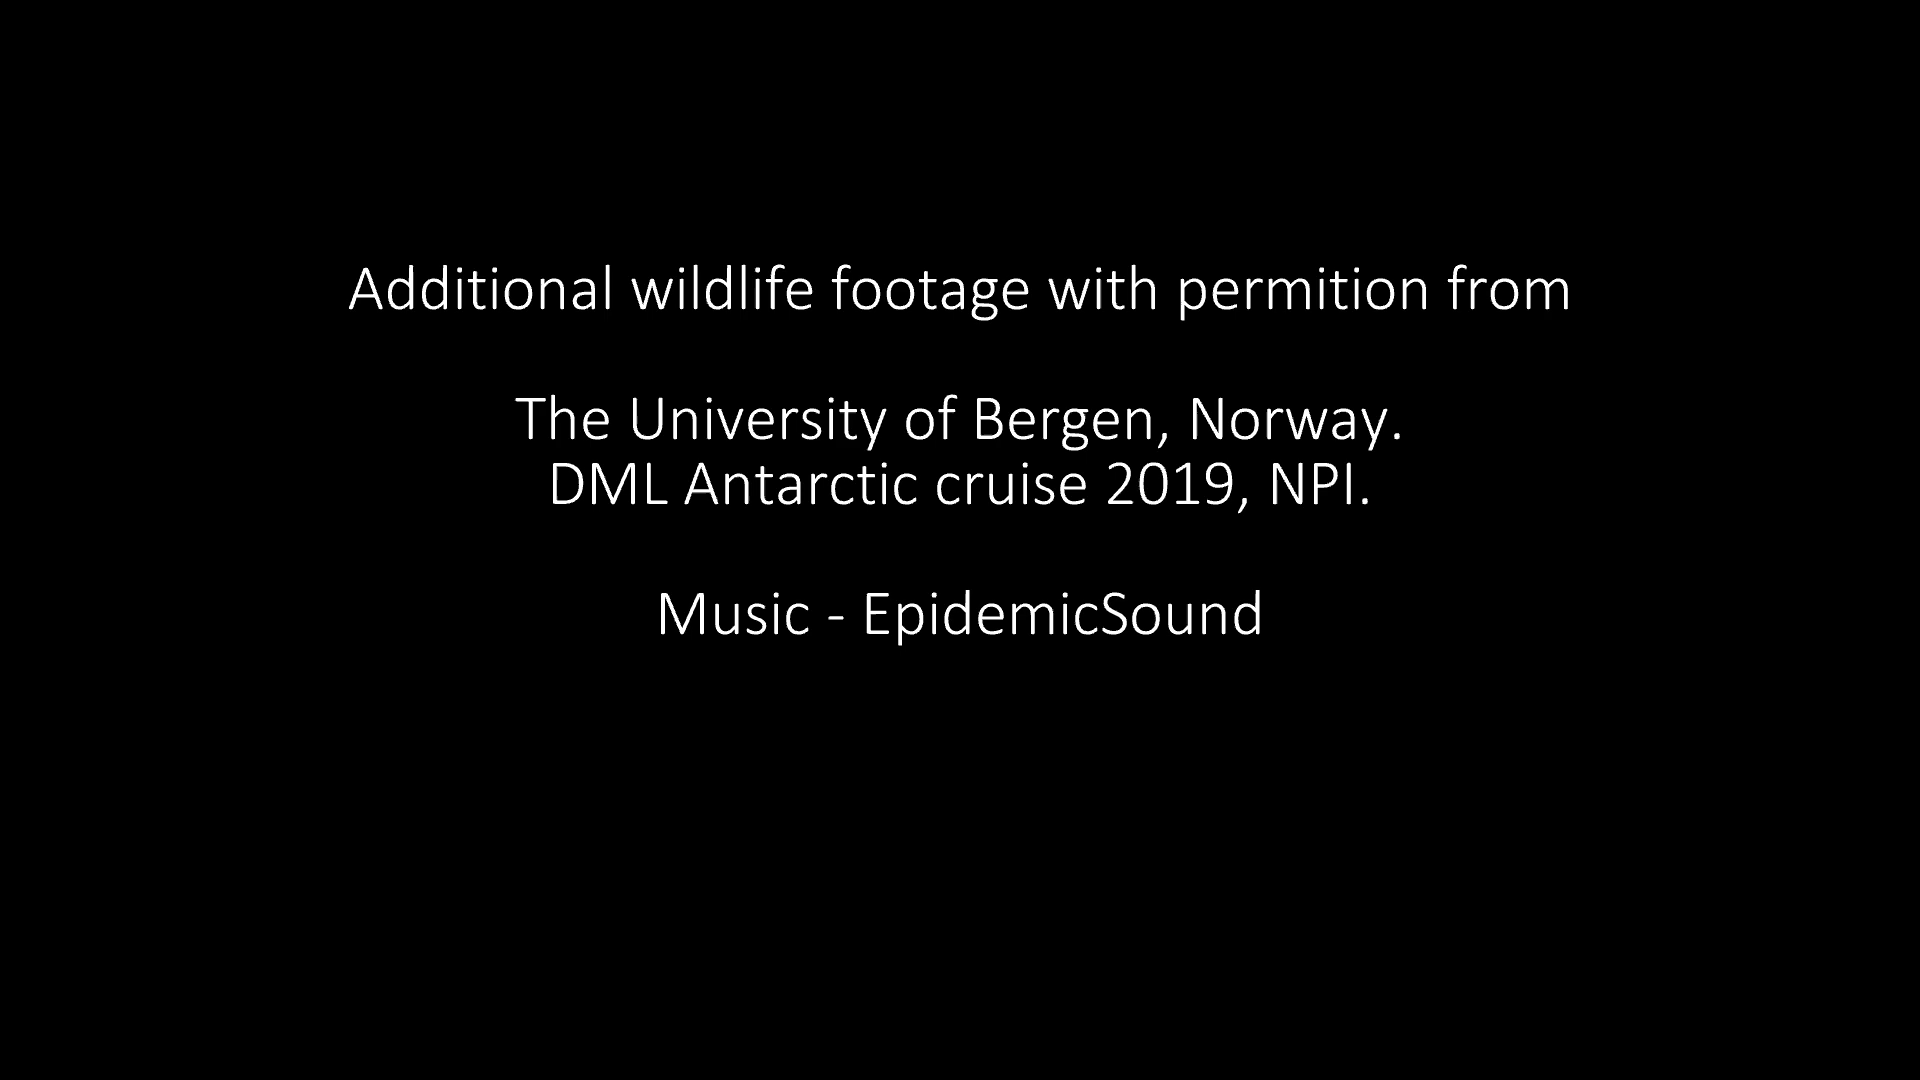 Additional wildlife footage with permition from
The University of Bergen, Norway.
DML Antarctic cruise 2019, NPI.
Music - EpidemicSound